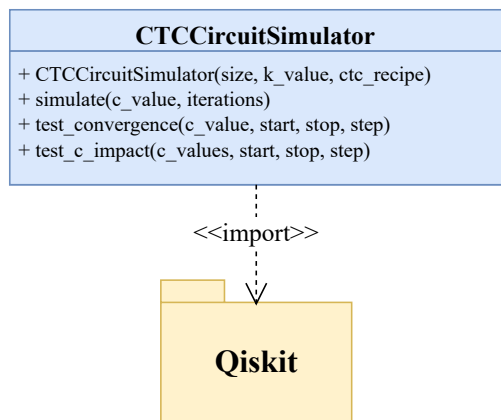 CTCCircuitSimulator
+ CTCCircuitSimulator(size, k_value, ctc_recipe)
+ simulate(c_value, iterations)
+ test_convergence(c_value, start, stop, step)
+ test_c_impact(c_values, start, stop, step)
<<import>>
Qiskit